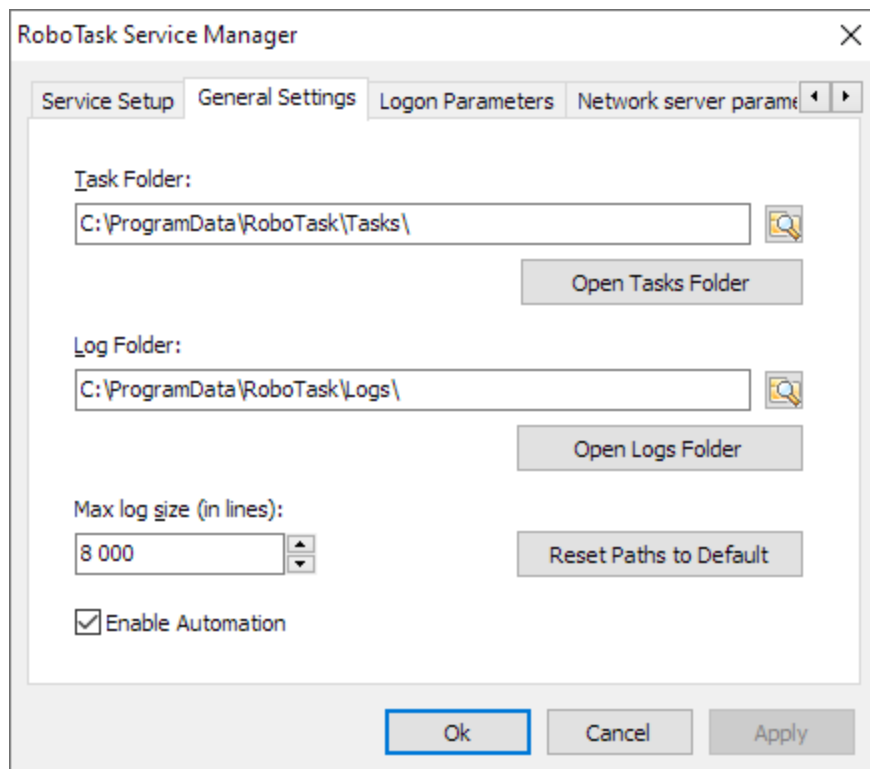 RoboTask Service Manager
Service Setup General Settings Logon Parameters Network server parame
Task Folder:
C:\ProgramData\RoboTask\Tasks\
Open Tasks Folder
Log Folder:
C:\ProgramData\RoboTask\Logs\
Open Logs Folder
Max log size (in lines):
8 000 Reset Paths to Default
Enable Automation
Ok Cancel Apply